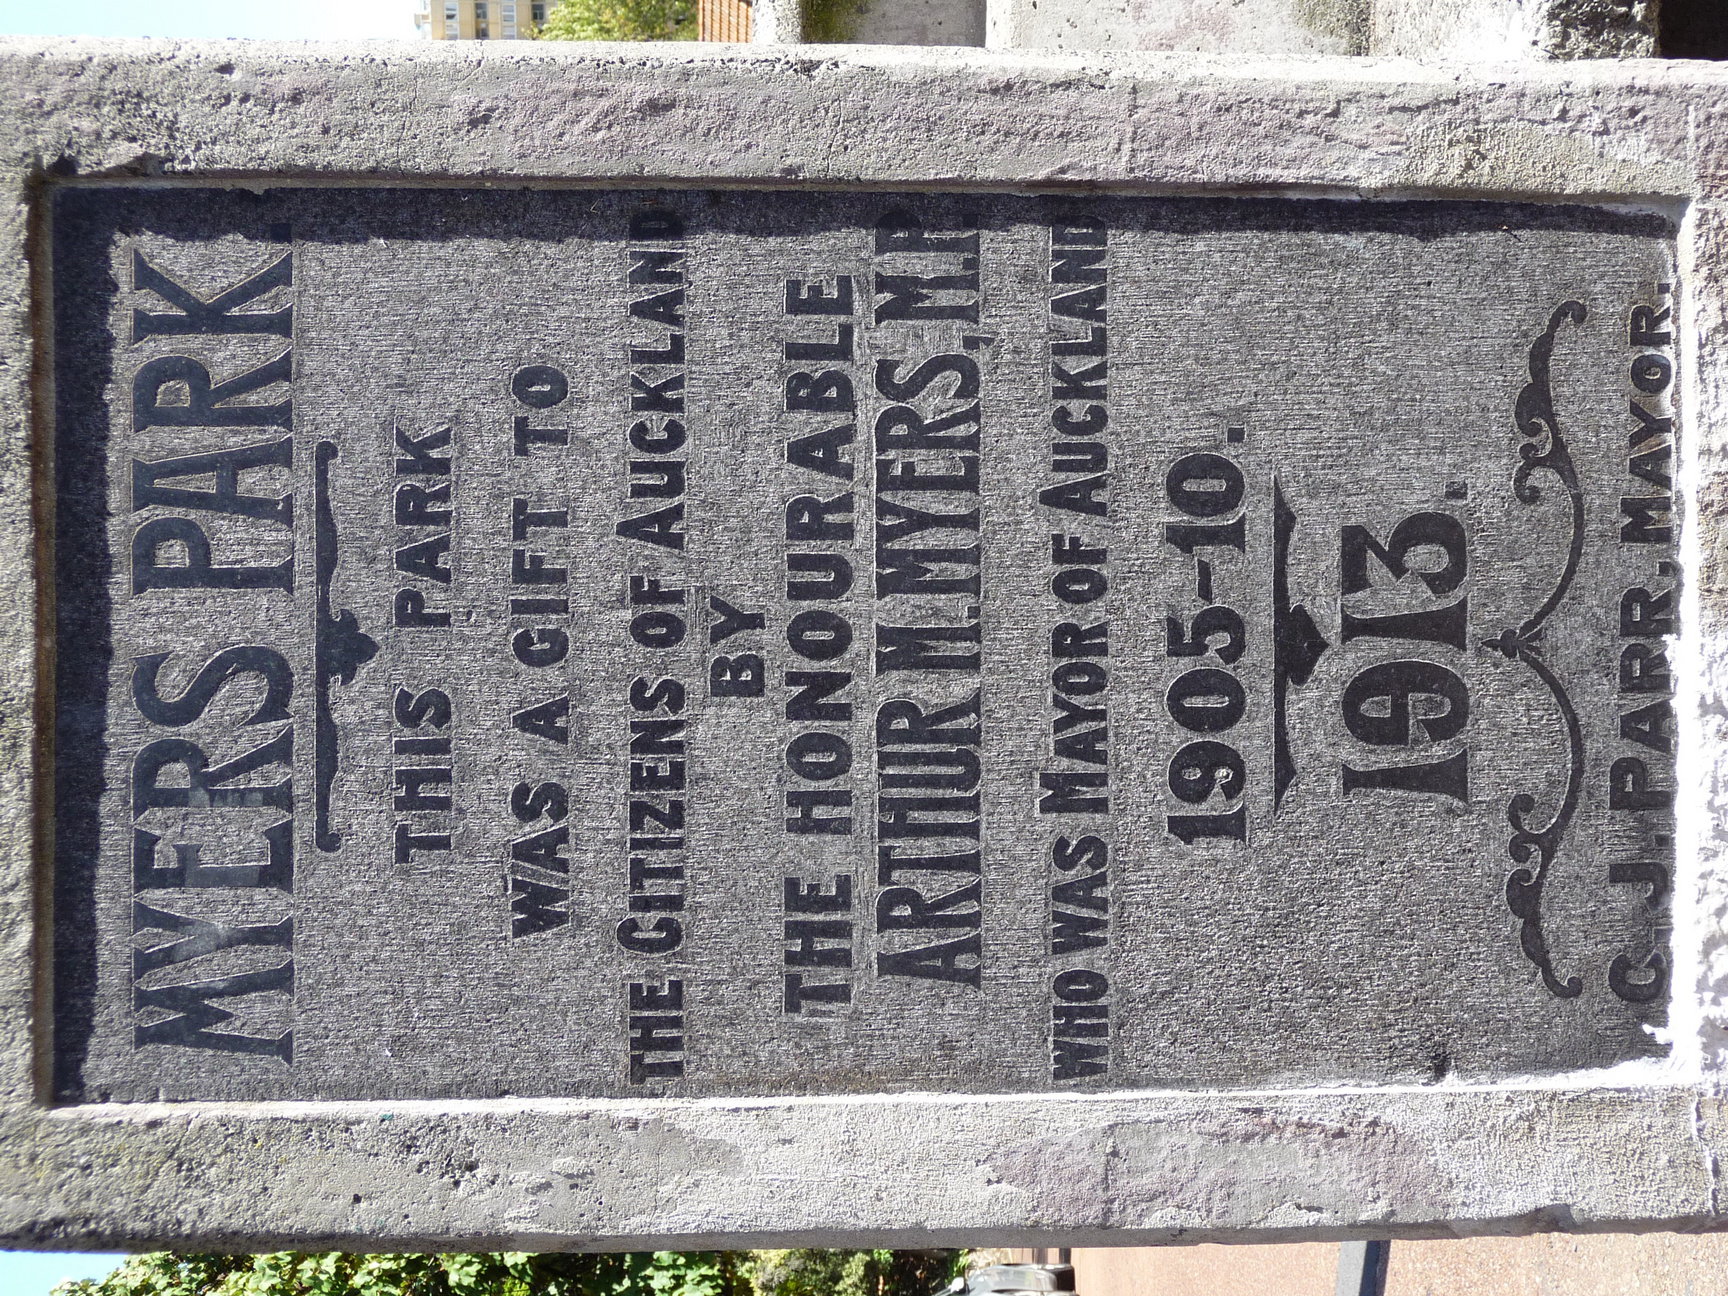 MYERS PARK.
THIS PARK
WAS A GIFT TO
THE CITIZENS OF AUCKLAND
BY
THE HONOURABLE
ARTHUR M. MYERS, M.P.
WHO WAS MAYOR OF AUCKLAND
1905-10.
1913.
C.J. PARR, MAYOR.